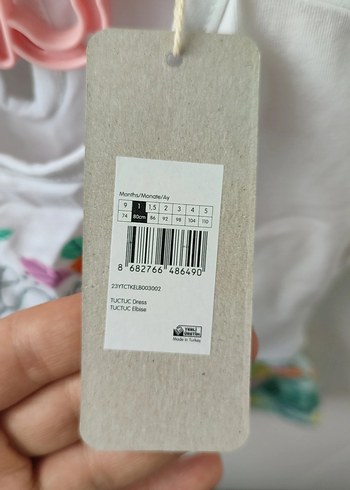 Months/Monate/Ay
9 1 1,5 2 3 4 5
74 80cm 86 92 98 104 110
8 682766 486490
23YTCTKELB003002
TUCTUC Dress
TUCTUC Elbise
Made in Turkey